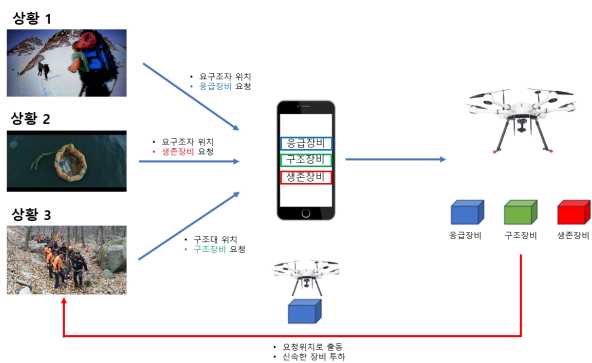 상황 1
• 요구조자 위치
• 응급장비 요청
상황 2
• 요구조자 위치
• 생존장비 요청
응급장비
구조장비
생존장비
상황 3
• 구조대 위치
• 구조장비 요청
응급장비
구조장비
생존장비
• 요청위치로 출동
• 신속한 장비 투하